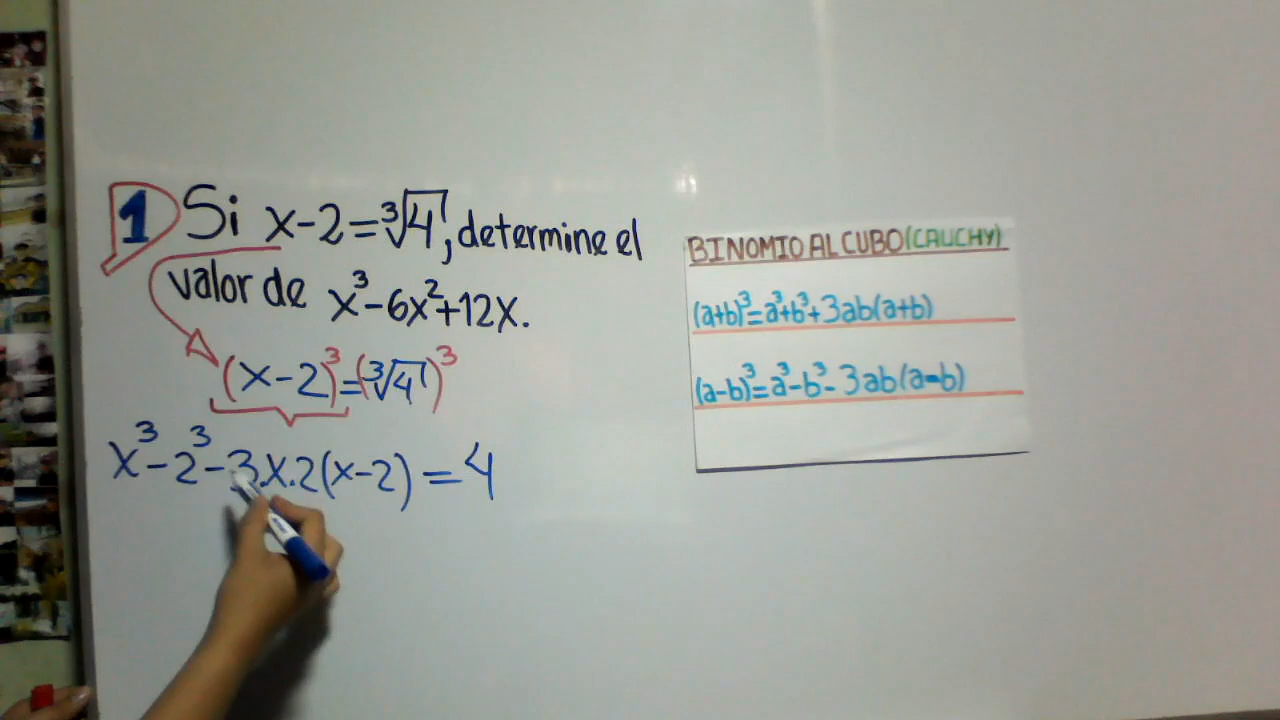 1 Si x-2=∛4, determine el
valor de x³-6x²+12x.
(x-2)³=(∛4)³
x³-2³-3.x.2(x-2)=4
BINOMIO AL CUBO (CAUCHY)
(a+b)³=a³+b³+3ab(a+b)
(a-b)³=a³-b³-3ab(a-b)